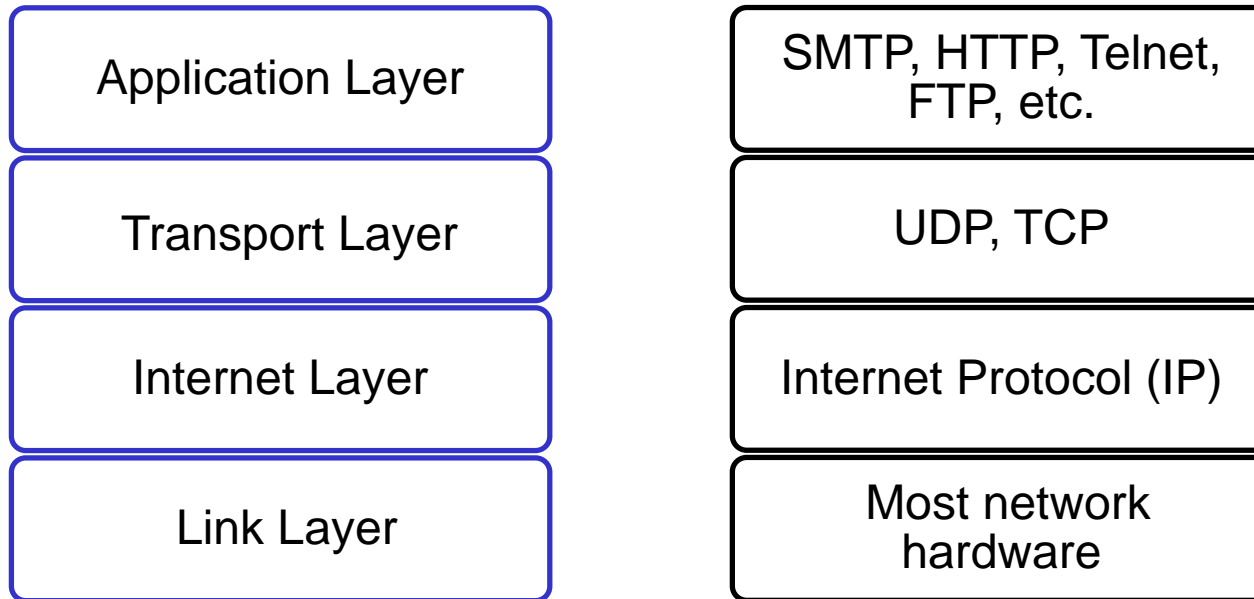 Application Layer
SMTP, HTTP, Telnet,
FTP, etc.
Transport Layer
UDP, TCP
Internet Layer
Internet Protocol (IP)
Link Layer
Most network
hardware